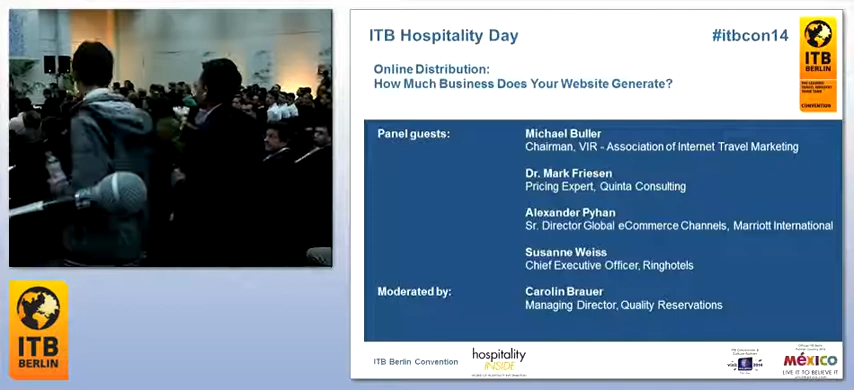 ITB Hospitality Day
#itbcon14
ITB
BERLIN
CONVENTION
Online Distribution:
How Much Business Does Your Website Generate?
Panel guests:
Michael Buller
Chairman, VIR - Association of Internet Travel Marketing
Dr. Mark Friesen
Pricing Expert, Quinta Consulting
Alexander Pyhan
Sr. Director Global eCommerce Channels, Marriott International
Susanne Weiss
Chief Executive Officer, Ringhotels
Moderated by:
Carolin Brauer
Managing Director, Quality Reservations
ITB
BERLIN
ITB Berlin Convention
hospitality
INSIDE
MÉXICO
LIVE IT TO BELIEVE IT